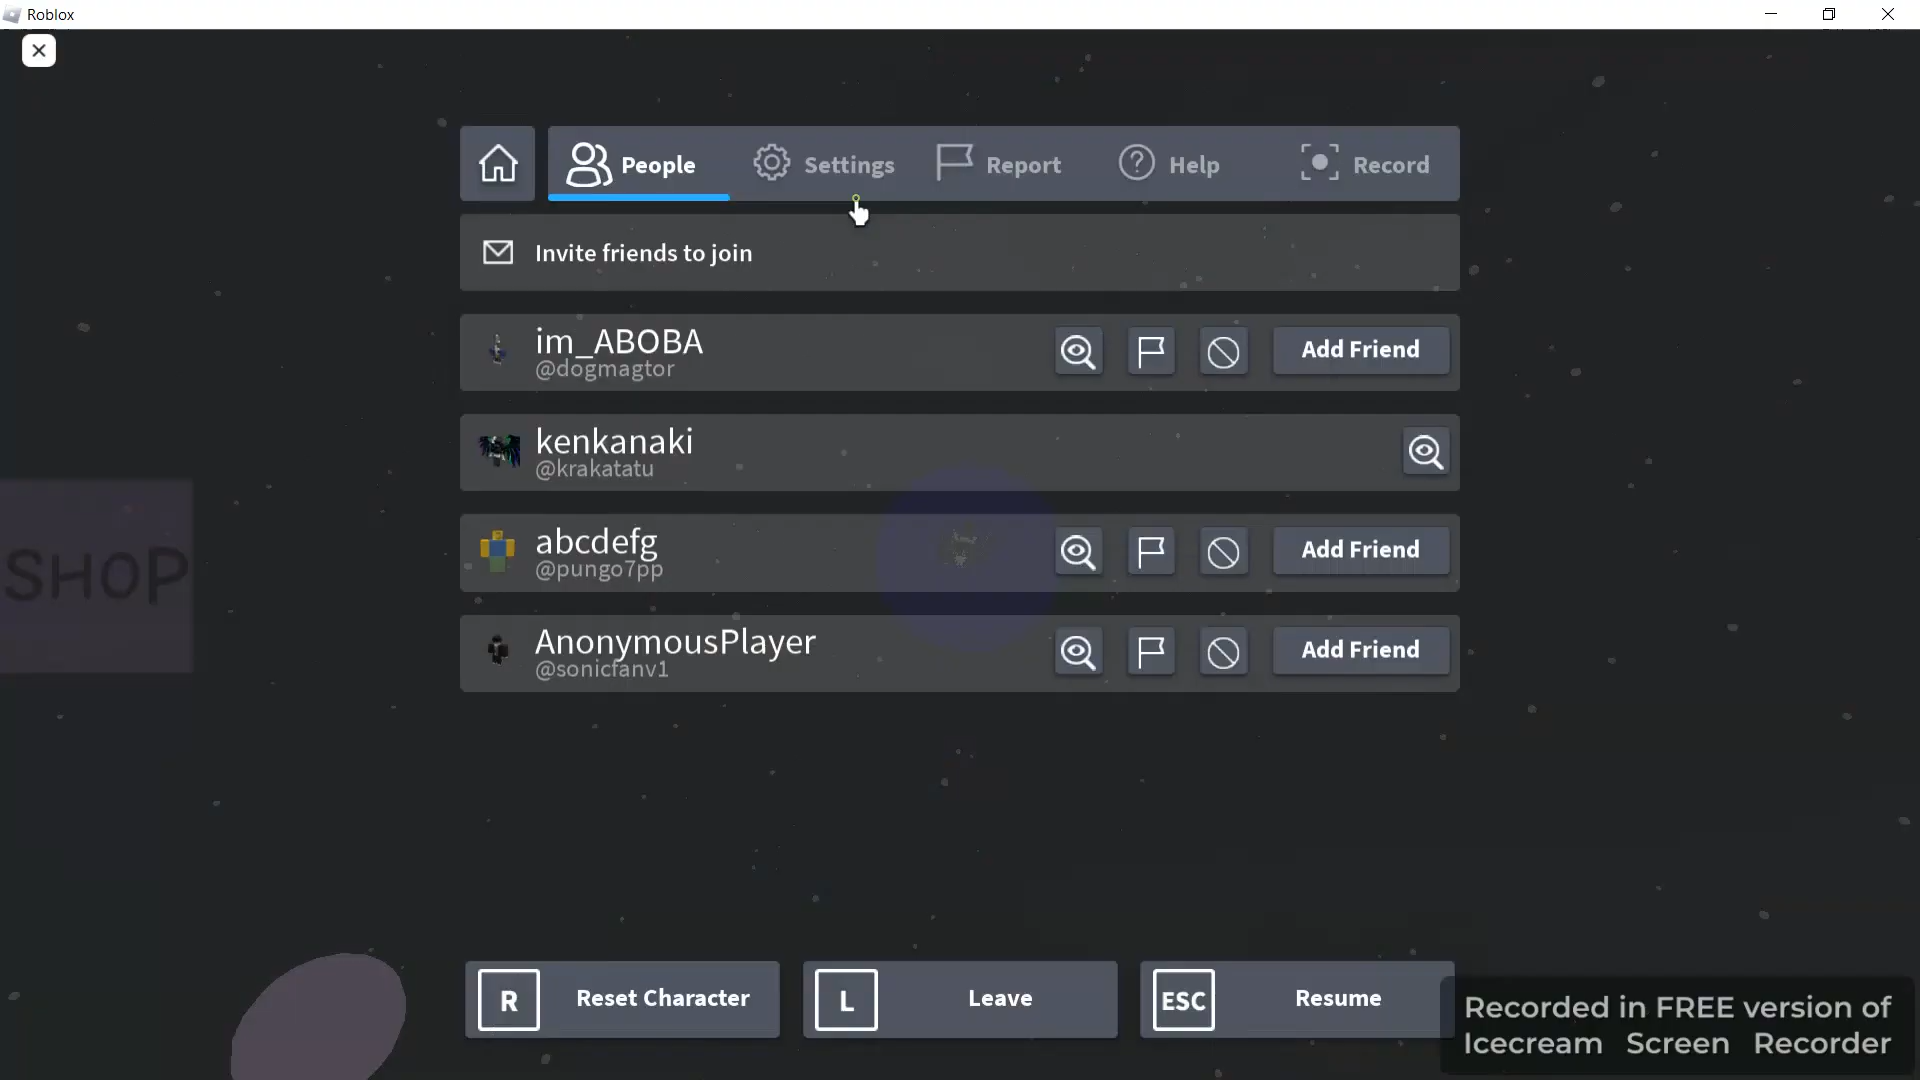 Roblox
People
Settings
Report
Help
Record
Invite friends to join
im_ABOBA
@dogmagtor
Add Friend
kenkanaki
@krakatatu
abcdefg
@pungo7pp
Add Friend
AnonymousPlayer
@sonicfanv1
Add Friend
SHOP
R Reset Character
L Leave
ESC Resume
Recorded in FREE version of
Icecream Screen Recorder